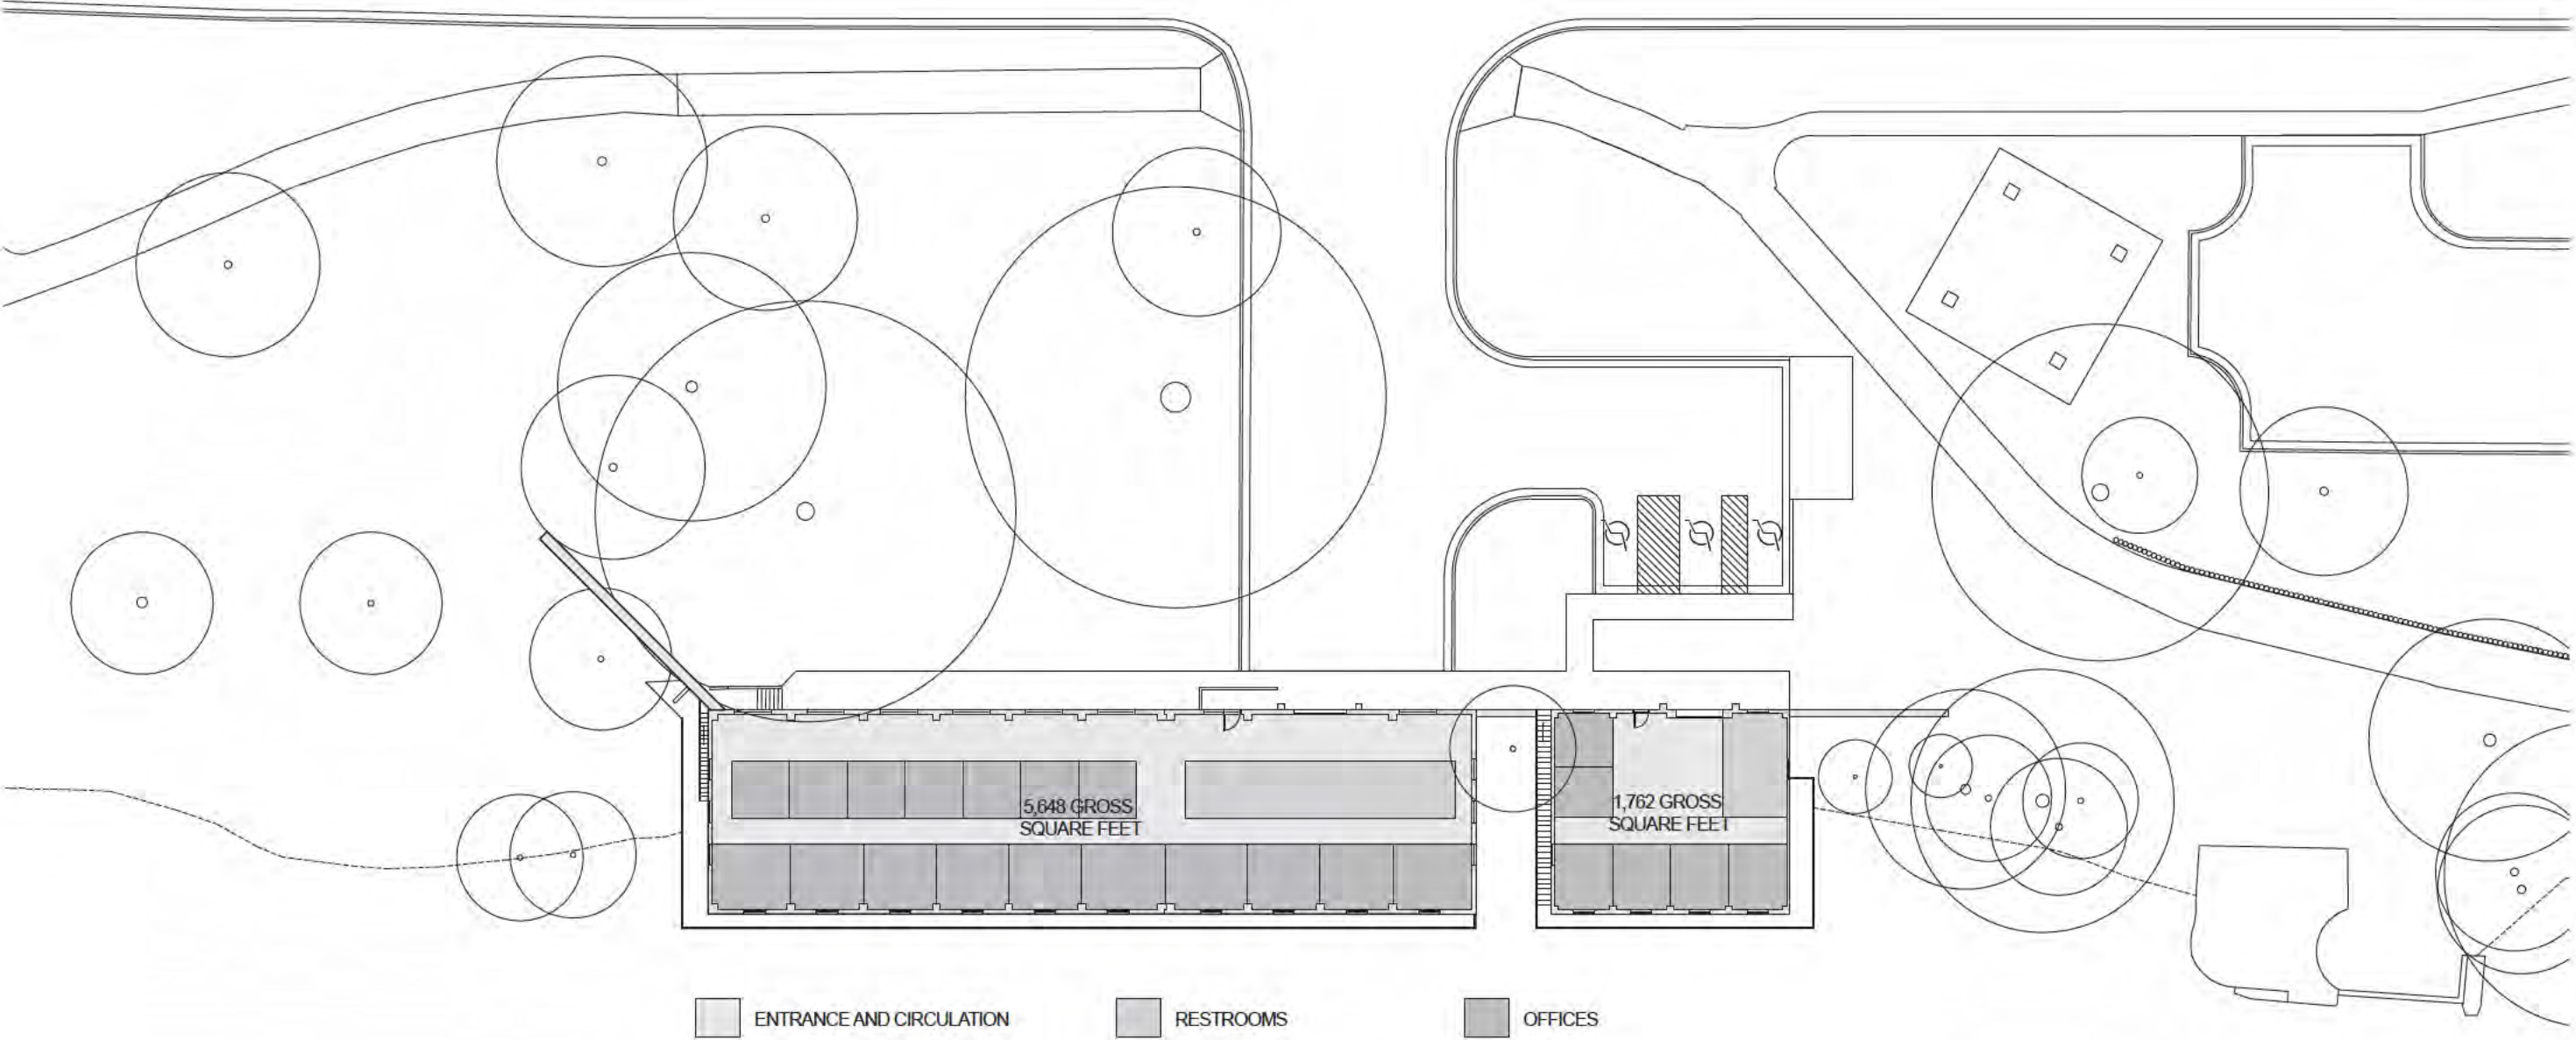 5,648 GROSS
SQUARE FEET
1,762 GROSS
SQUARE FEET
ENTRANCE AND CIRCULATION
RESTROOMS
OFFICES